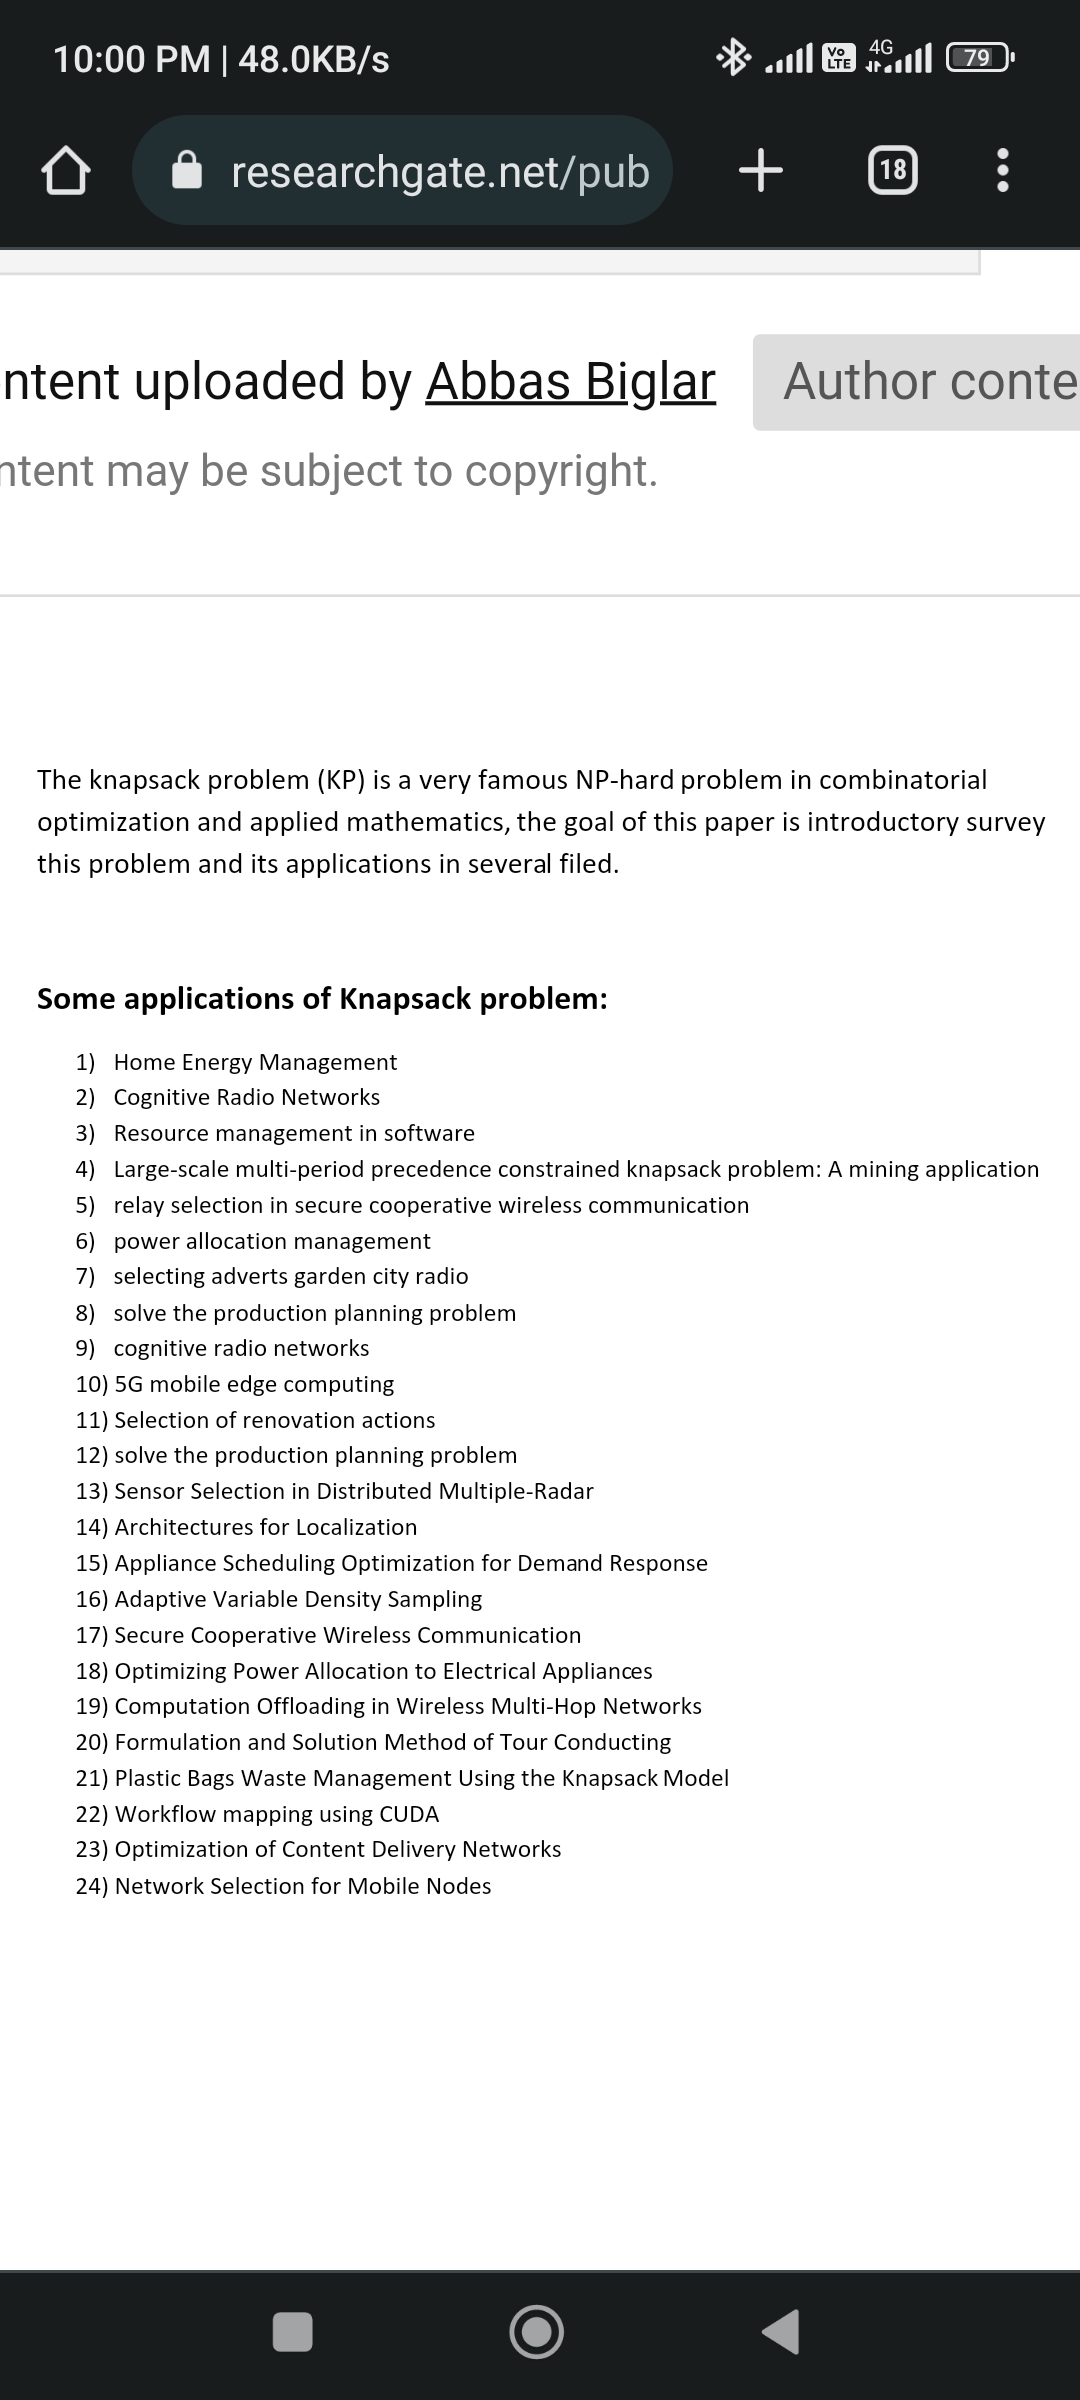 10:00 PM | 48.0KB/s Vo LTE 4G 79
researchgate.net/pub 18
ntent uploaded by Abbas Biglar Author conte
ntent may be subject to copyright.
The knapsack problem (KP) is a very famous NP-hard problem in combinatorial
optimization and applied mathematics, the goal of this paper is introductory survey
this problem and its applications in several filed.
Some applications of Knapsack problem:
1) Home Energy Management
2) Cognitive Radio Networks
3) Resource management in software
4) Large-scale multi-period precedence constrained knapsack problem: A mining application
5) relay selection in secure cooperative wireless communication
6) power allocation management
7) selecting adverts garden city radio
8) solve the production planning problem
9) cognitive radio networks
10) 5G mobile edge computing
11) Selection of renovation actions
12) solve the production planning problem
13) Sensor Selection in Distributed Multiple-Radar
14) Architectures for Localization
15) Appliance Scheduling Optimization for Demand Response
16) Adaptive Variable Density Sampling
17) Secure Cooperative Wireless Communication
18) Optimizing Power Allocation to Electrical Appliances
19) Computation Offloading in Wireless Multi-Hop Networks
20) Formulation and Solution Method of Tour Conducting
21) Plastic Bags Waste Management Using the Knapsack Model
22) Workflow mapping using CUDA
23) Optimization of Content Delivery Networks
24) Network Selection for Mobile Nodes